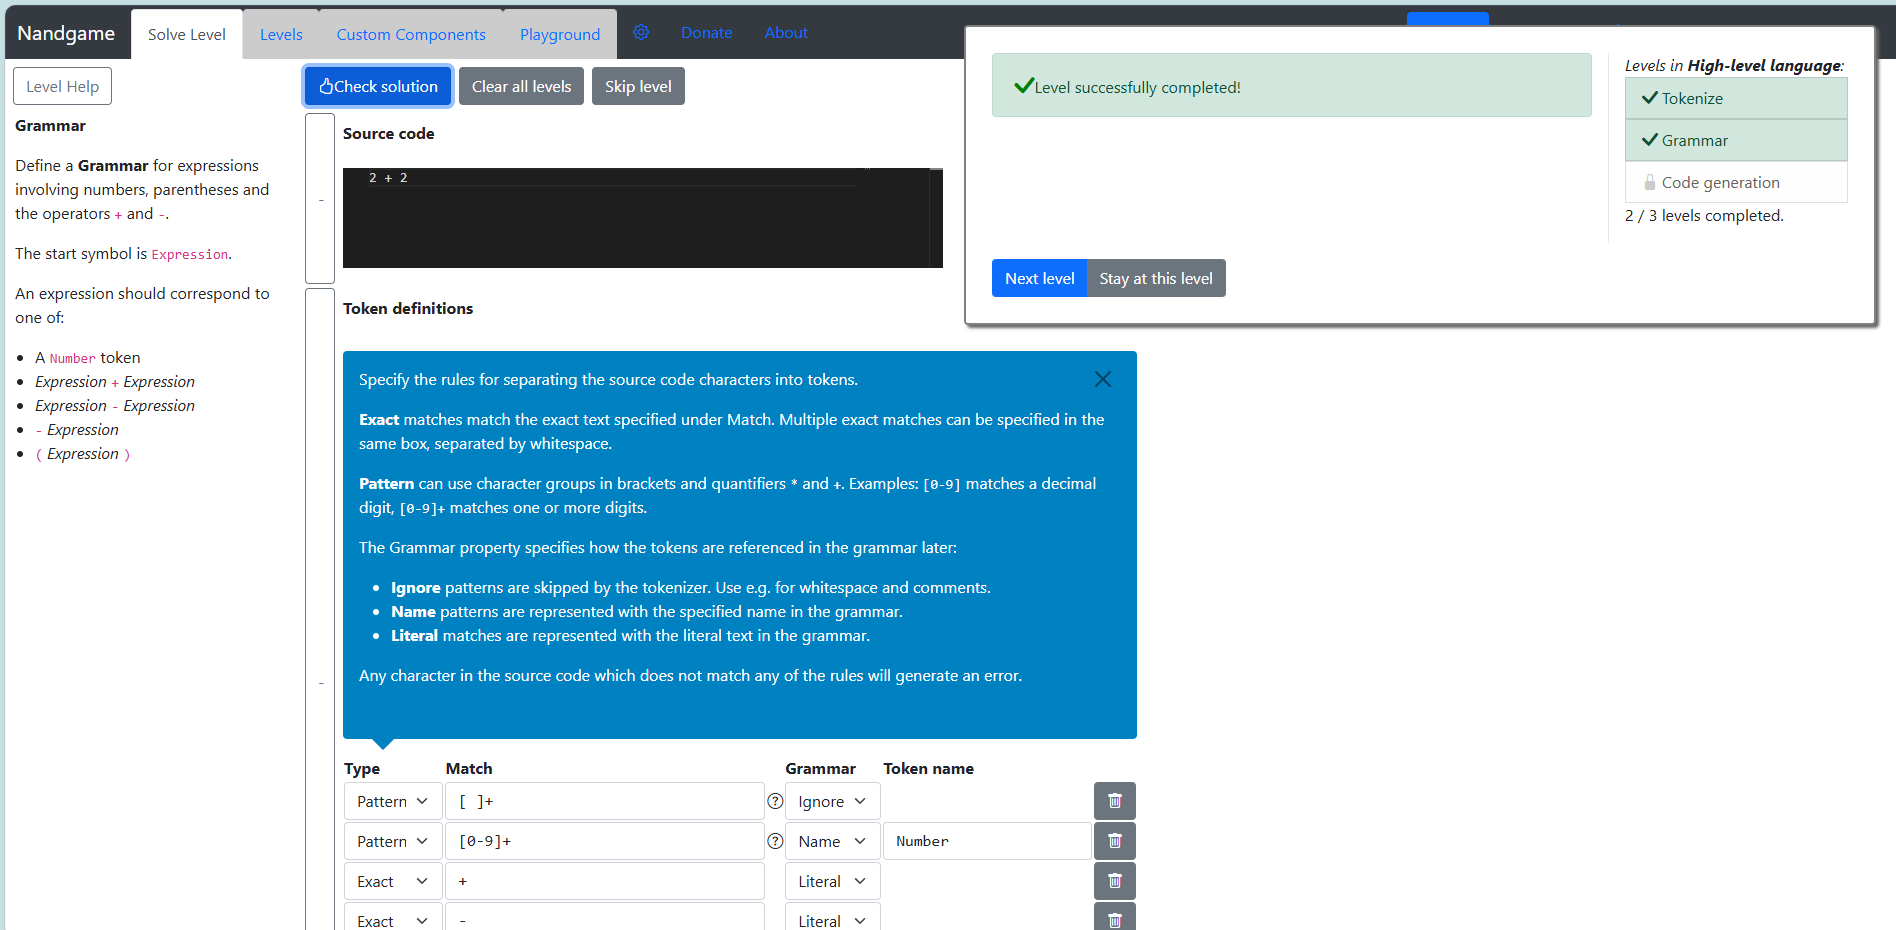 Nandgame
Solve Level
Levels
Custom Components
Playground
Donate
About
Level Help
Check solution
Clear all levels
Skip level
Grammar
Define a Grammar for expressions
involving numbers, parentheses and
the operators + and -.
The start symbol is Expression.
An expression should correspond to
one of:
A Number token
Expression + Expression
Expression - Expression
- Expression
( Expression )
-
Source code
2 + 2
-
Token definitions
Specify the rules for separating the source code characters into tokens.
Exact matches match the exact text specified under Match. Multiple exact matches can be specified in the
same box, separated by whitespace.
Pattern can use character groups in brackets and quantifiers * and +. Examples: [0-9] matches a decimal
digit, [0-9]+ matches one or more digits.
The Grammar property specifies how the tokens are referenced in the grammar later:
Ignore patterns are skipped by the tokenizer. Use e.g. for whitespace and comments.
Name patterns are represented with the specified name in the grammar.
Literal matches are represented with the literal text in the grammar.
Any character in the source code which does not match any of the rules will generate an error.
Type Match Grammar Token name
Pattern [ ]+ ? Ignore
Pattern [0-9]+ ? Name Number
Exact + Literal
Exact - Literal
Level successfully completed!
Next level
Stay at this level
Levels in High-level language:
Tokenize
Grammar
Code generation
2 / 3 levels completed.